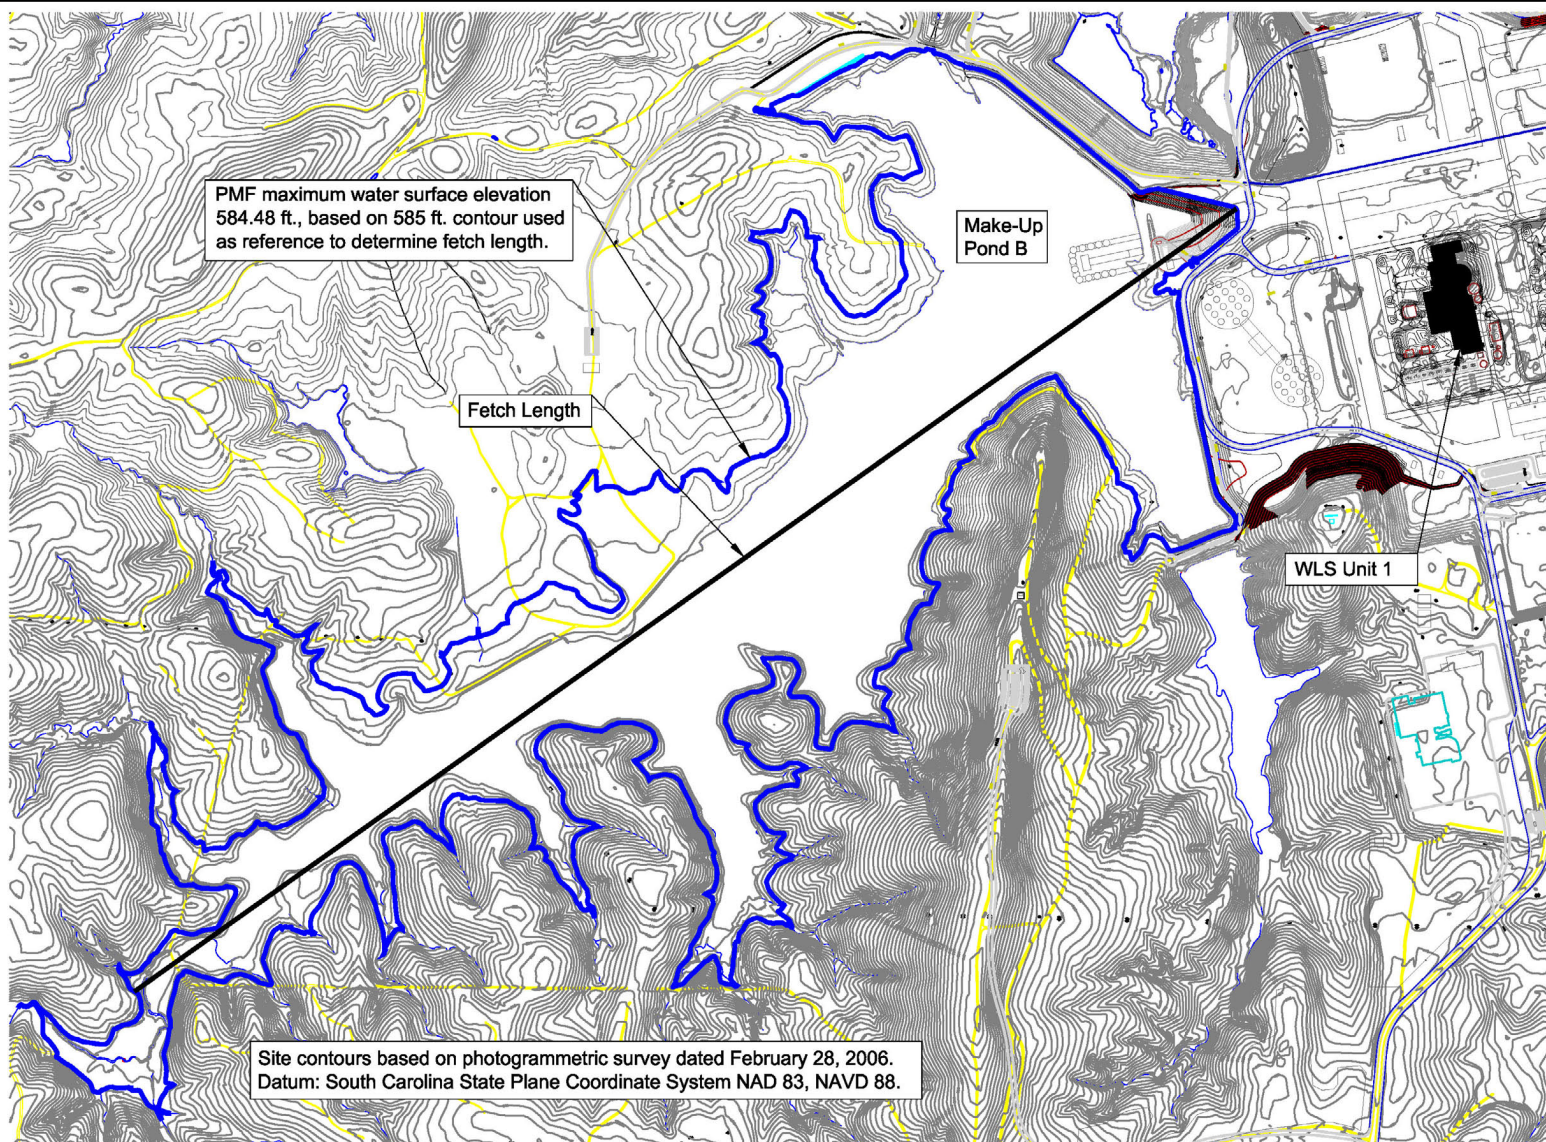 PMF maximum water surface elevation
584.48 ft., based on 585 ft. contour used
as reference to determine fetch length.
Make-Up
Pond B
Fetch Length
WLS Unit 1
Site contours based on photogrammetric survey dated February 28, 2006.
Datum: South Carolina State Plane Coordinate System NAD 83, NAVD 88.